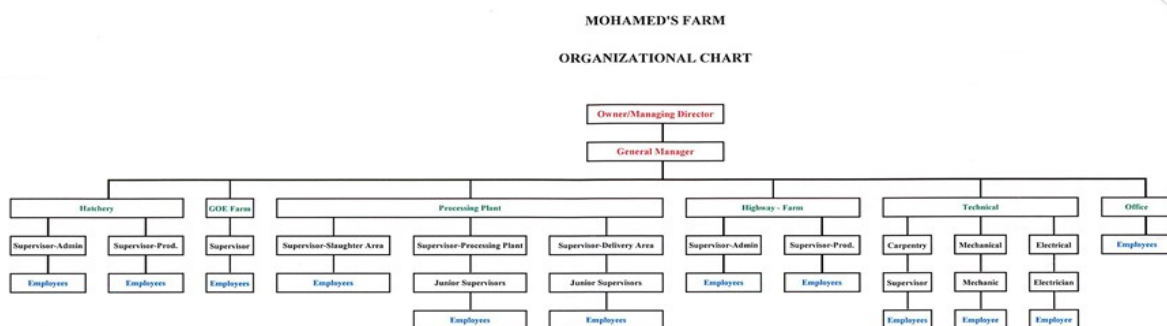 MOHAMED'S FARM
ORGANIZATIONAL CHART
Owner/Managing Director
General Manager
Hatchery
GOE Farm
Processing Plant
Highway - Farm
Technical
Office
Supervisor-Admin
Supervisor-Prod.
Supervisor
Supervisor-Slaughter Area
Supervisor-Processing Plant
Supervisor-Delivery Area
Supervisor-Admin
Supervisor-Prod.
Carpentry
Mechanical
Electrical
Employees
Employees
Employees
Employees
Employees
Junior Supervisors
Junior Supervisors
Employees
Employees
Supervisor
Mechanic
Electrician
Employees
Employees
Employees
Employee
Employee